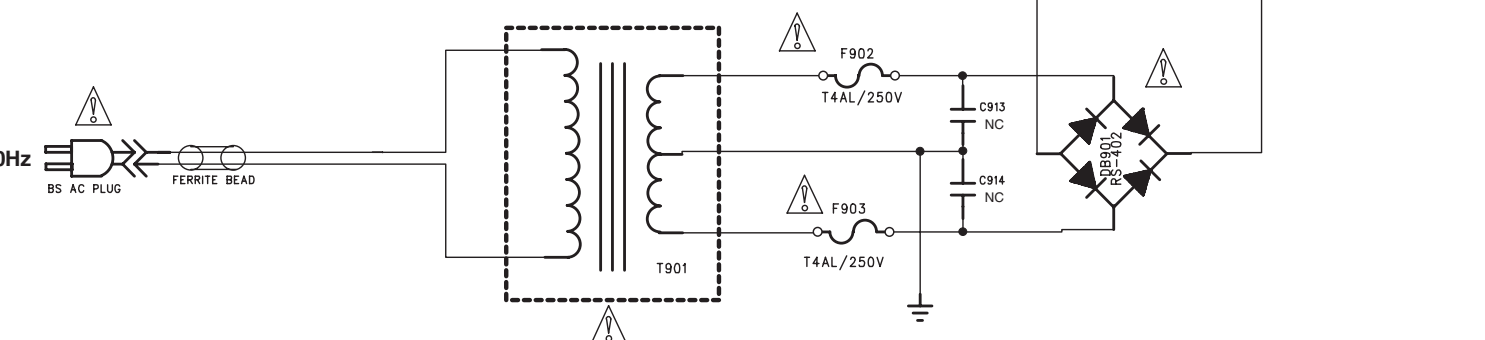 0Hz
BS AC PLUG
FERRITE BEAD
T901
F902
T4AL/250V
C913
NC
C914
NC
F903
T4AL/250V
DB901
RS-402